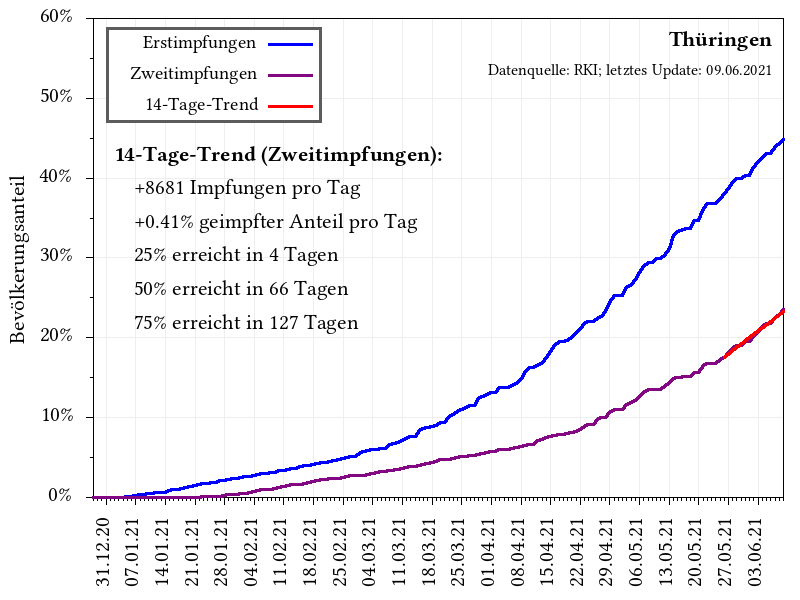 Thüringen
Datenquelle: RKI; letztes Update: 09.06.2021
Erstimpfungen
Zweitimpfungen
14-Tage-Trend
14-Tage-Trend (Zweitimpfungen):
+8681 Impfungen pro Tag
+0.41% geimpfter Anteil pro Tag
25% erreicht in 4 Tagen
50% erreicht in 66 Tagen
75% erreicht in 127 Tagen
Bevölkerungsanteil
60%
50%
40%
30%
20%
10%
0%
31.12.20
07.01.21
14.01.21
21.01.21
28.01.21
04.02.21
11.02.21
18.02.21
25.02.21
04.03.21
11.03.21
18.03.21
25.03.21
01.04.21
08.04.21
15.04.21
22.04.21
29.04.21
06.05.21
13.05.21
20.05.21
27.05.21
03.06.21